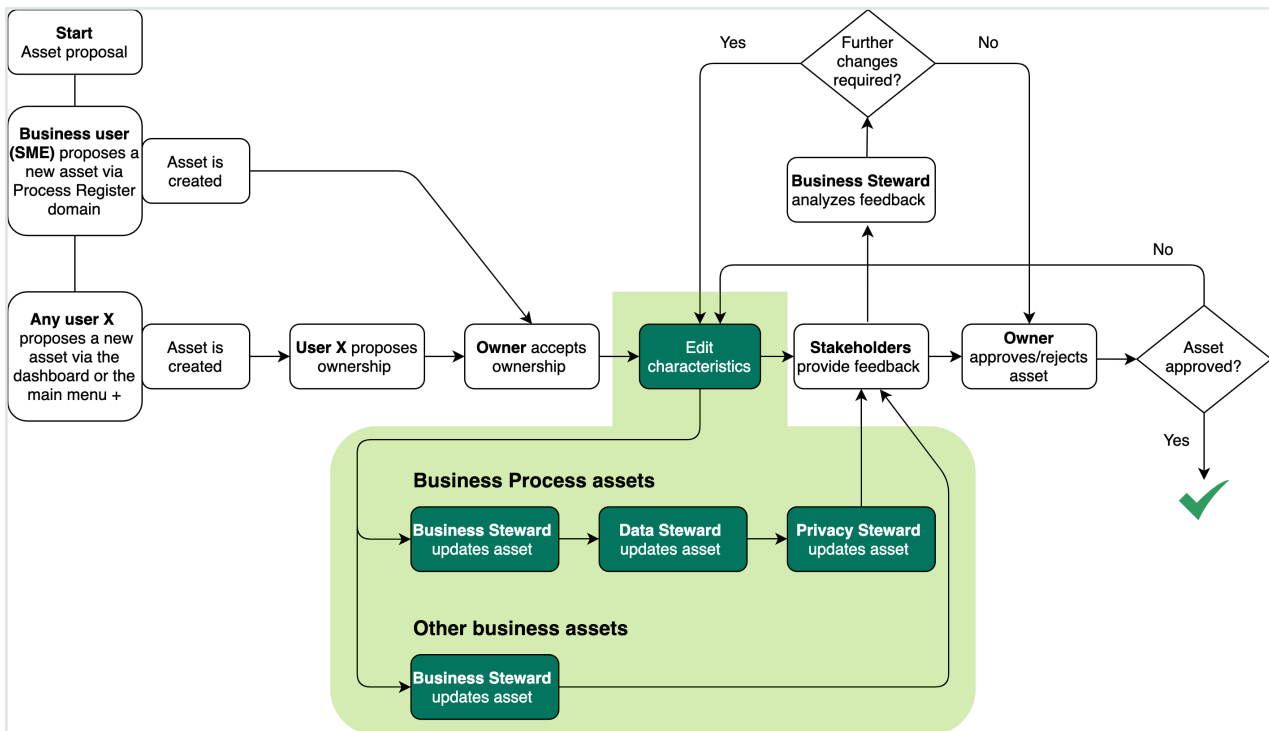 Start
Asset proposal
Business user
(SME) proposes a
new asset via
Process Register
domain
Asset is
created
Any user X
proposes a new
asset via the
dashboard or the
main menu +
Asset is
created
User X proposes
ownership
Owner accepts
ownership
Edit
characteristics
Stakeholders
provide feedback
Business Steward
analyzes feedback
Further
changes
required?
Yes
No
Owner
approves/rejects
asset
Asset
approved?
No
Yes
Business Process assets
Business Steward
updates asset
Data Steward
updates asset
Privacy Steward
updates asset
Other business assets
Business Steward
updates asset